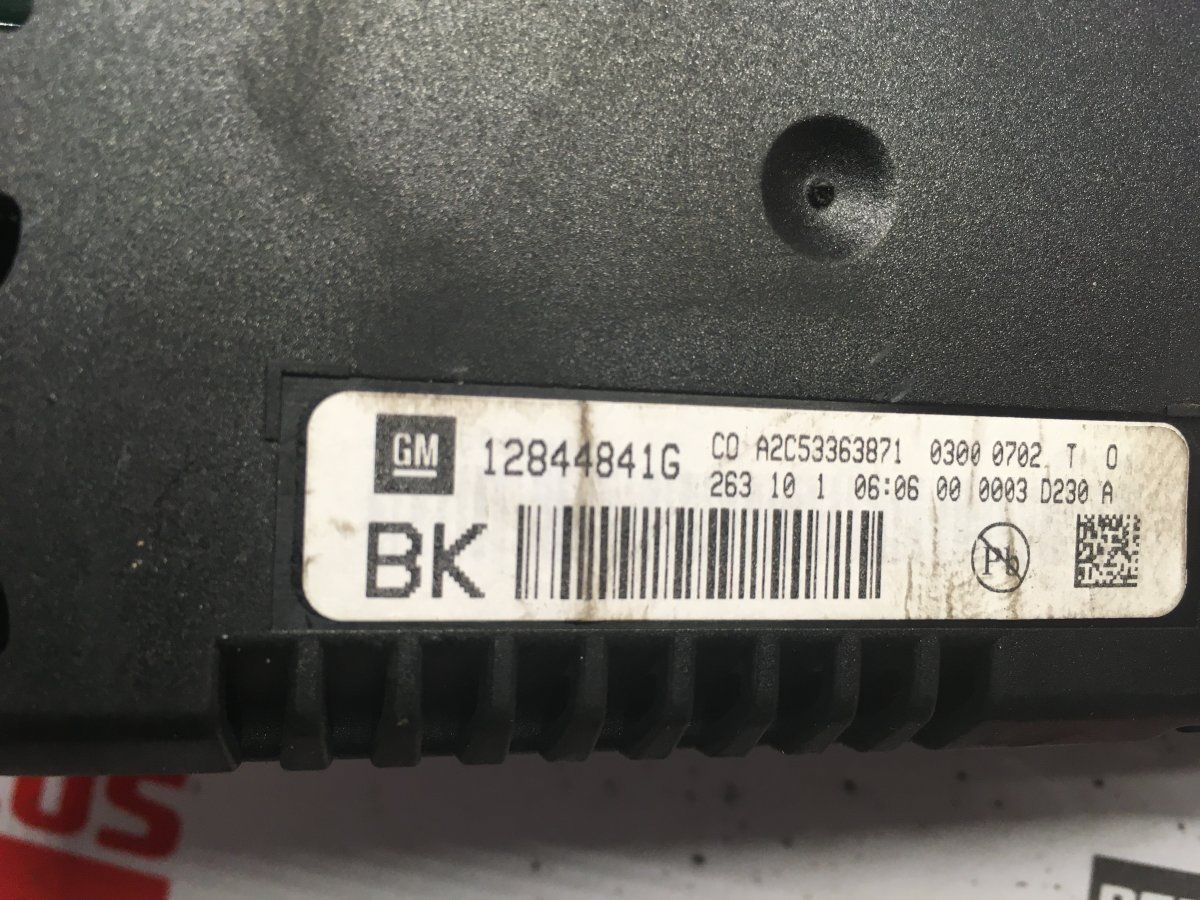 GM 12844841G CO A2C53363871 0300 0702 T 0
263 10 1 06:06 00 0003 D230 A
BK
Pb